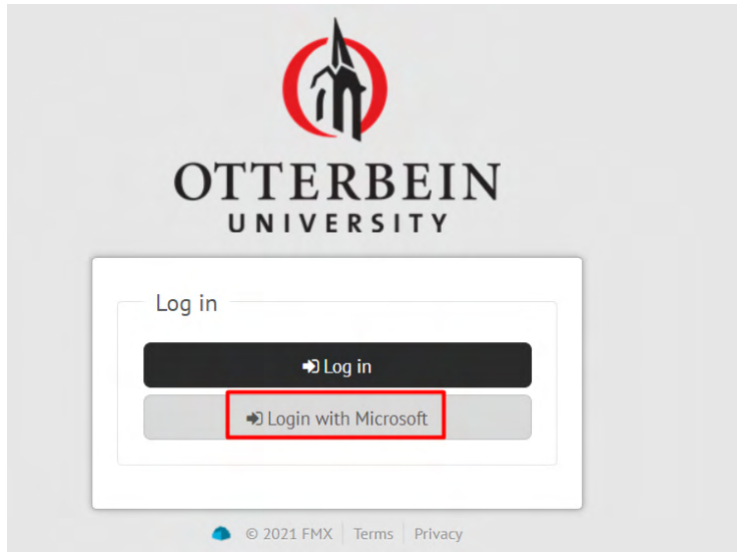 OTTERBEIN
UNIVERSITY
Log in
Log in
Login with Microsoft
© 2021 FMX Terms Privacy